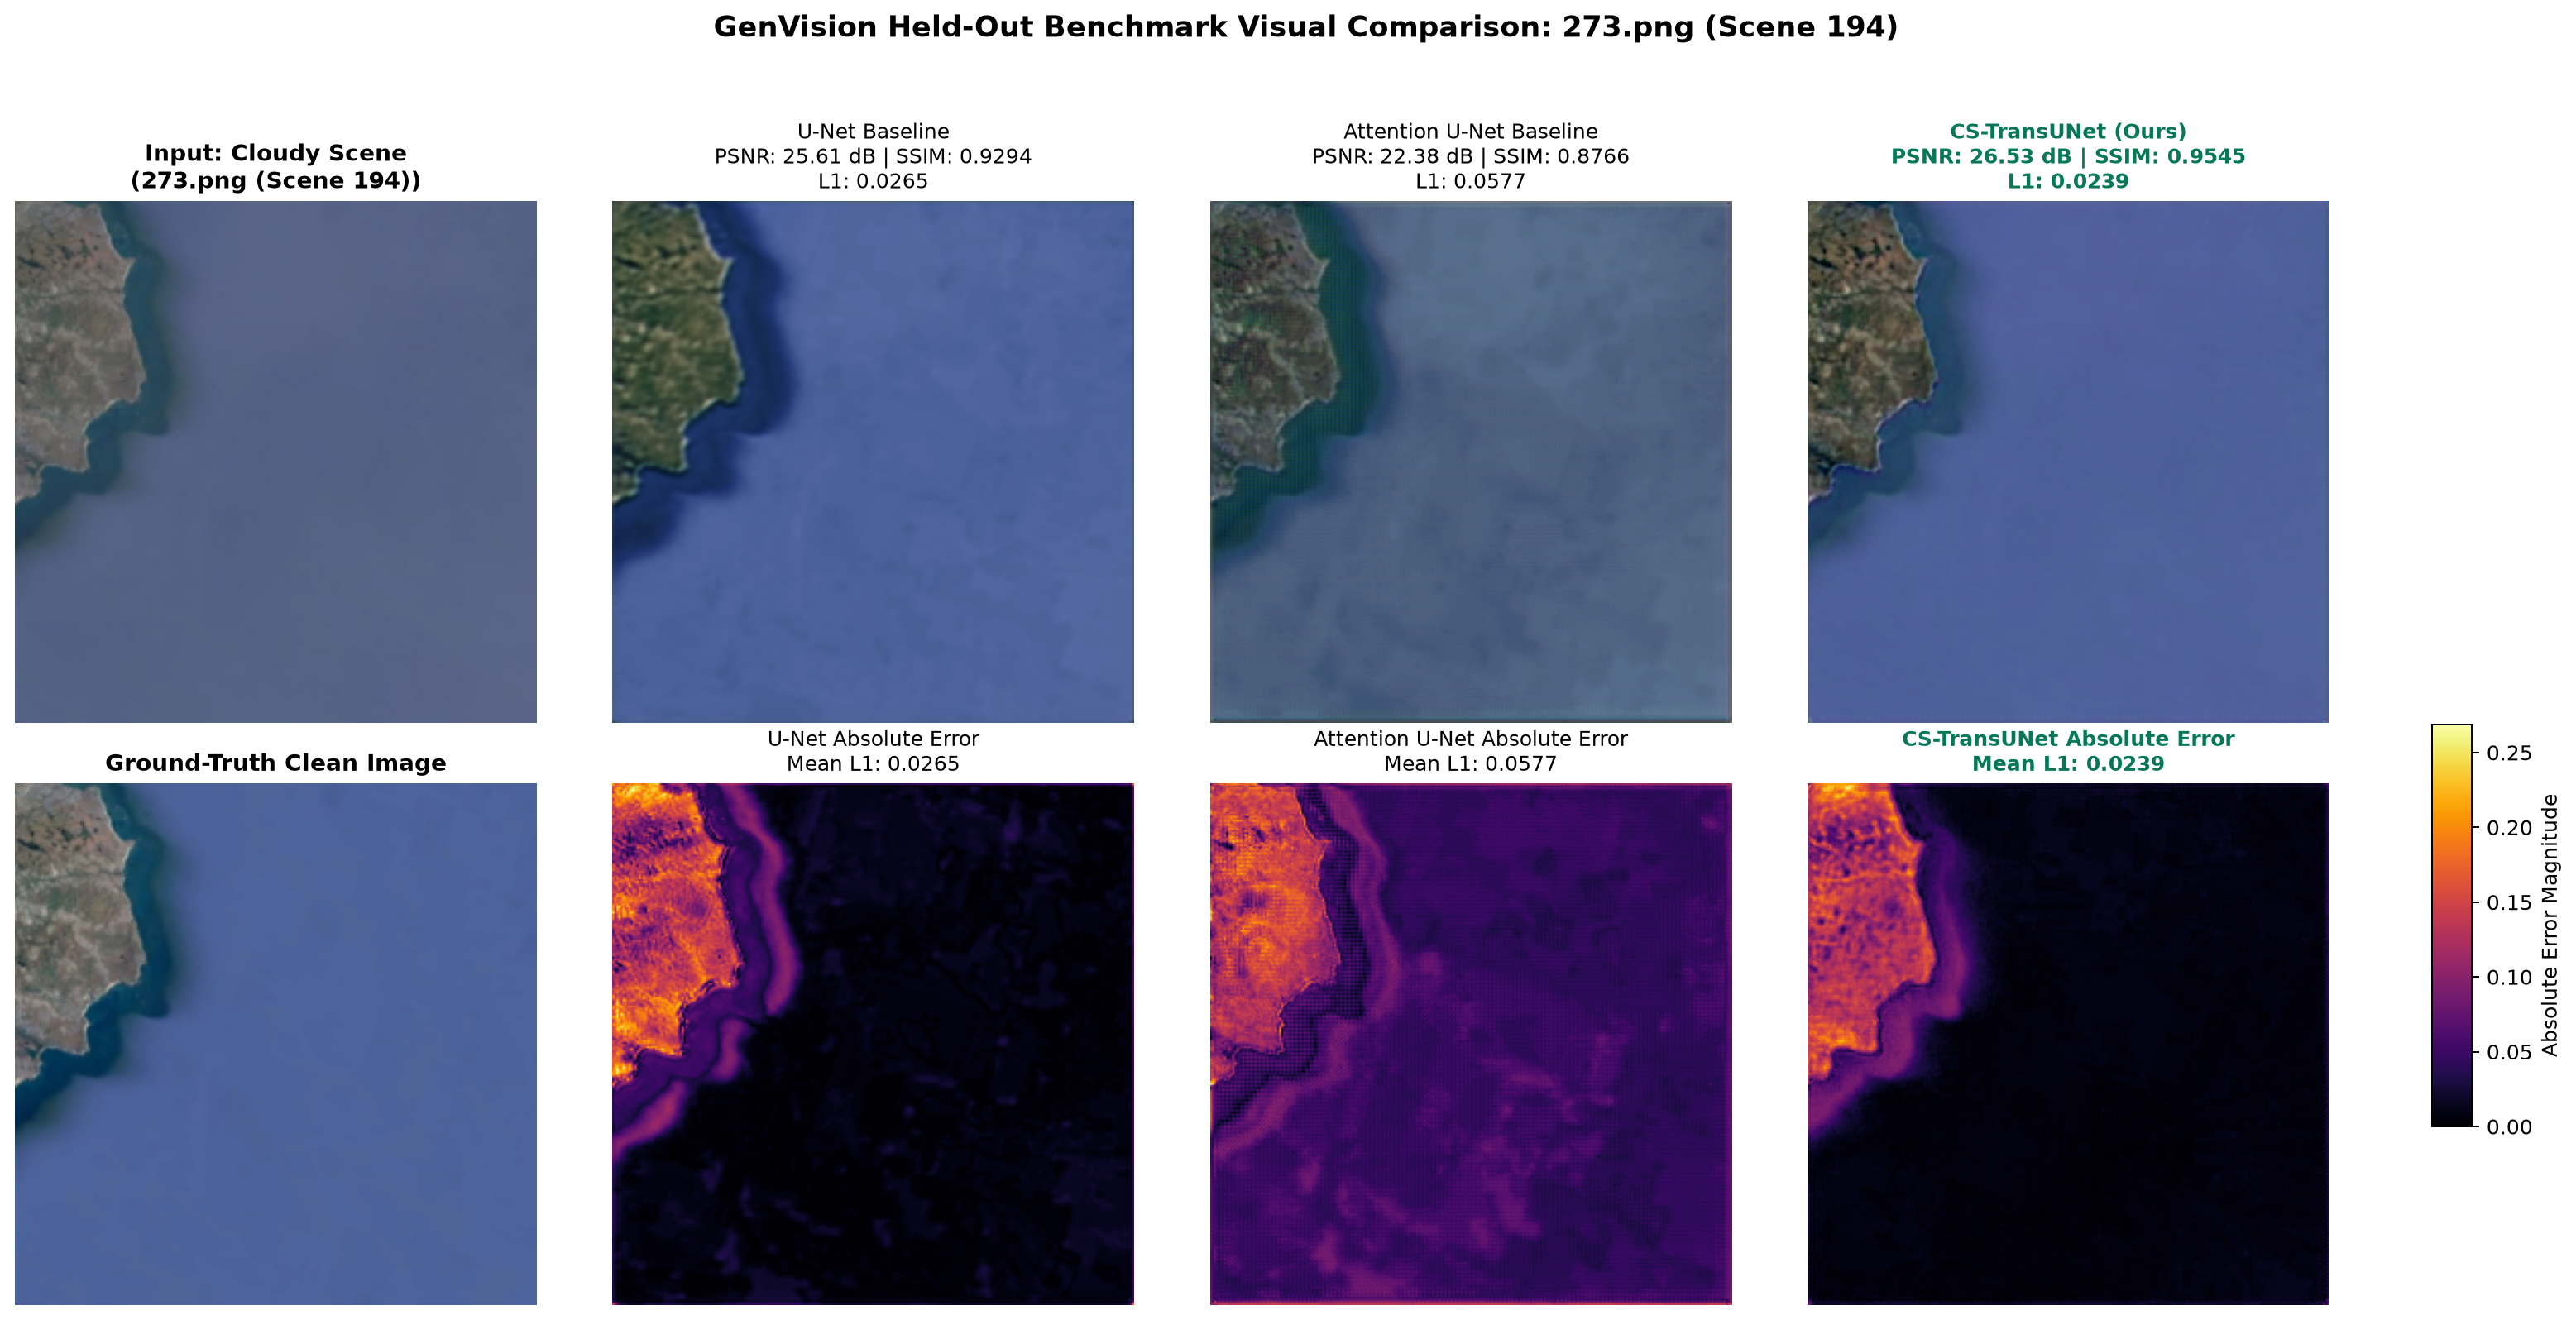 GenVision Held-Out Benchmark Visual Comparison: 273.png (Scene 194)
Input: Cloudy Scene
(273.png (Scene 194))
U-Net Baseline
PSNR: 25.61 dB | SSIM: 0.9294
L1: 0.0265
Attention U-Net Baseline
PSNR: 22.38 dB | SSIM: 0.8766
L1: 0.0577
CS-TransUNet (Ours)
PSNR: 26.53 dB | SSIM: 0.9545
L1: 0.0239
Ground-Truth Clean Image
U-Net Absolute Error
Mean L1: 0.0265
Attention U-Net Absolute Error
Mean L1: 0.0577
CS-TransUNet Absolute Error
Mean L1: 0.0239
0.25
0.20
0.15
0.10
0.05
0.00
Absolute Error Magnitude